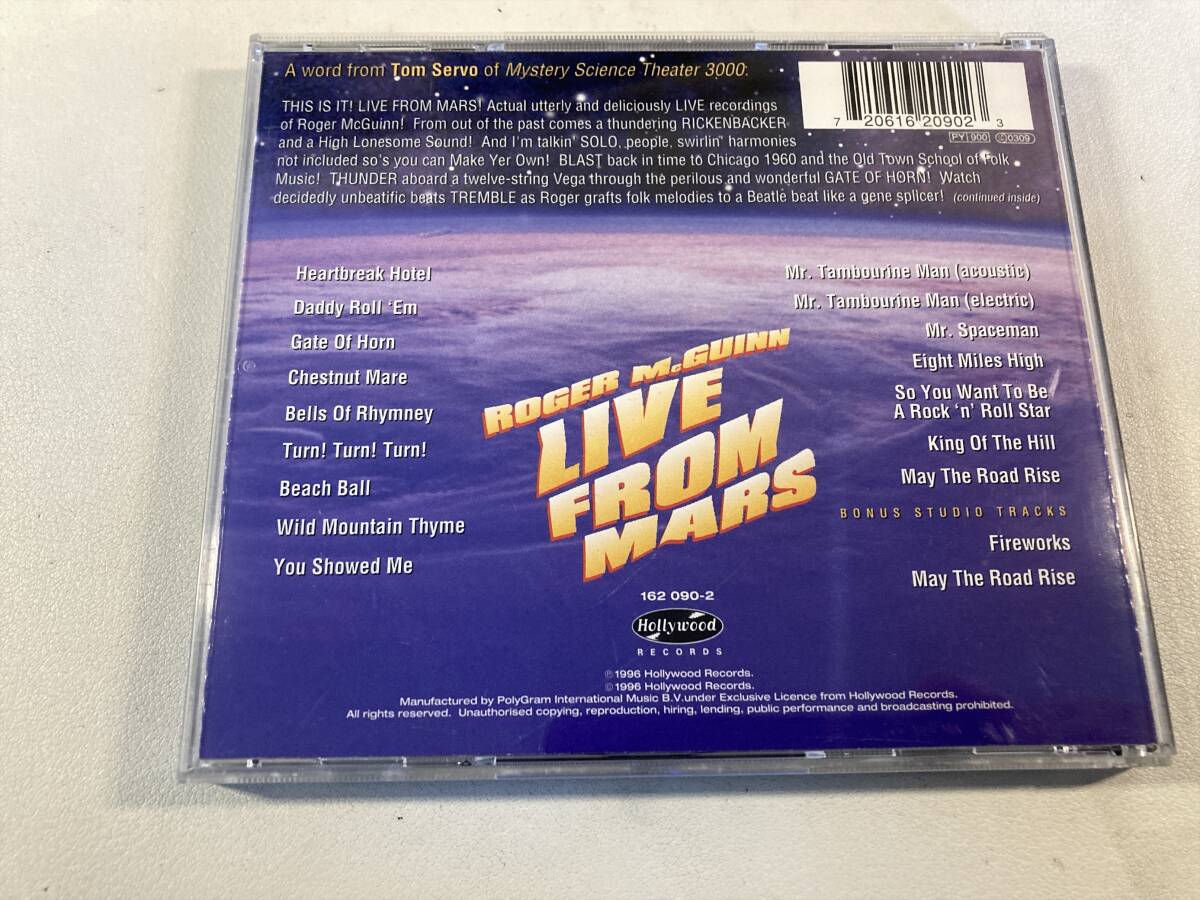 A word from Tom Servo of Mystery Science Theater 3000:
THIS IS IT! LIVE FROM MARS! Actual utterly and deliciously LIVE recordings
of Roger McGuinn! From out of the past comes a thundering RICKENBACKER
and a High Lonesome Sound! And I'm talkin' SOLO, people, swirlin' harmonies
not included so's you can Make Yer Own! BLAST back in time to Chicago 1960 and the Old Town School of Folk
Music! THUNDER aboard a twelve-string Vega through the perilous and wonderful GATE OF HORN! Watch
decidedly unbeatific beats TREMBLE as Roger grafts folk melodies to a Beatle beat like a gene splicer! (continued inside)
7 20616 20902 3
PY 900
0309
Heartbreak Hotel
Daddy Roll 'Em
Gate Of Horn
Chestnut Mare
Bells Of Rhymney
Turn! Turn! Turn!
Beach Ball
Wild Mountain Thyme
You Showed Me
Mr. Tambourine Man (acoustic)
Mr. Tambourine Man (electric)
Mr. Spaceman
Eight Miles High
So You Want To Be
A Rock 'n' Roll Star
King Of The Hill
May The Road Rise
BONUS STUDIO TRACKS
Fireworks
May The Road Rise
ROGER McGUINN
LIVE
FROM
MARS
162 090-2
Hollywood
RECORDS
℗1996 Hollywood Records.
©1996 Hollywood Records.
Manufactured by PolyGram International Music B.V.under Exclusive Licence from Hollywood Records.
All rights reserved. Unauthorised copying, reproduction, hiring, lending, public performance and broadcasting prohibited.